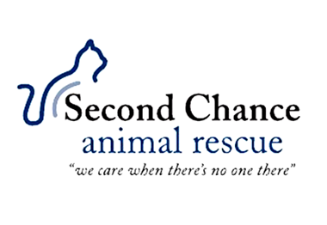 Second Chance
animal rescue
"we care when there's no one there"